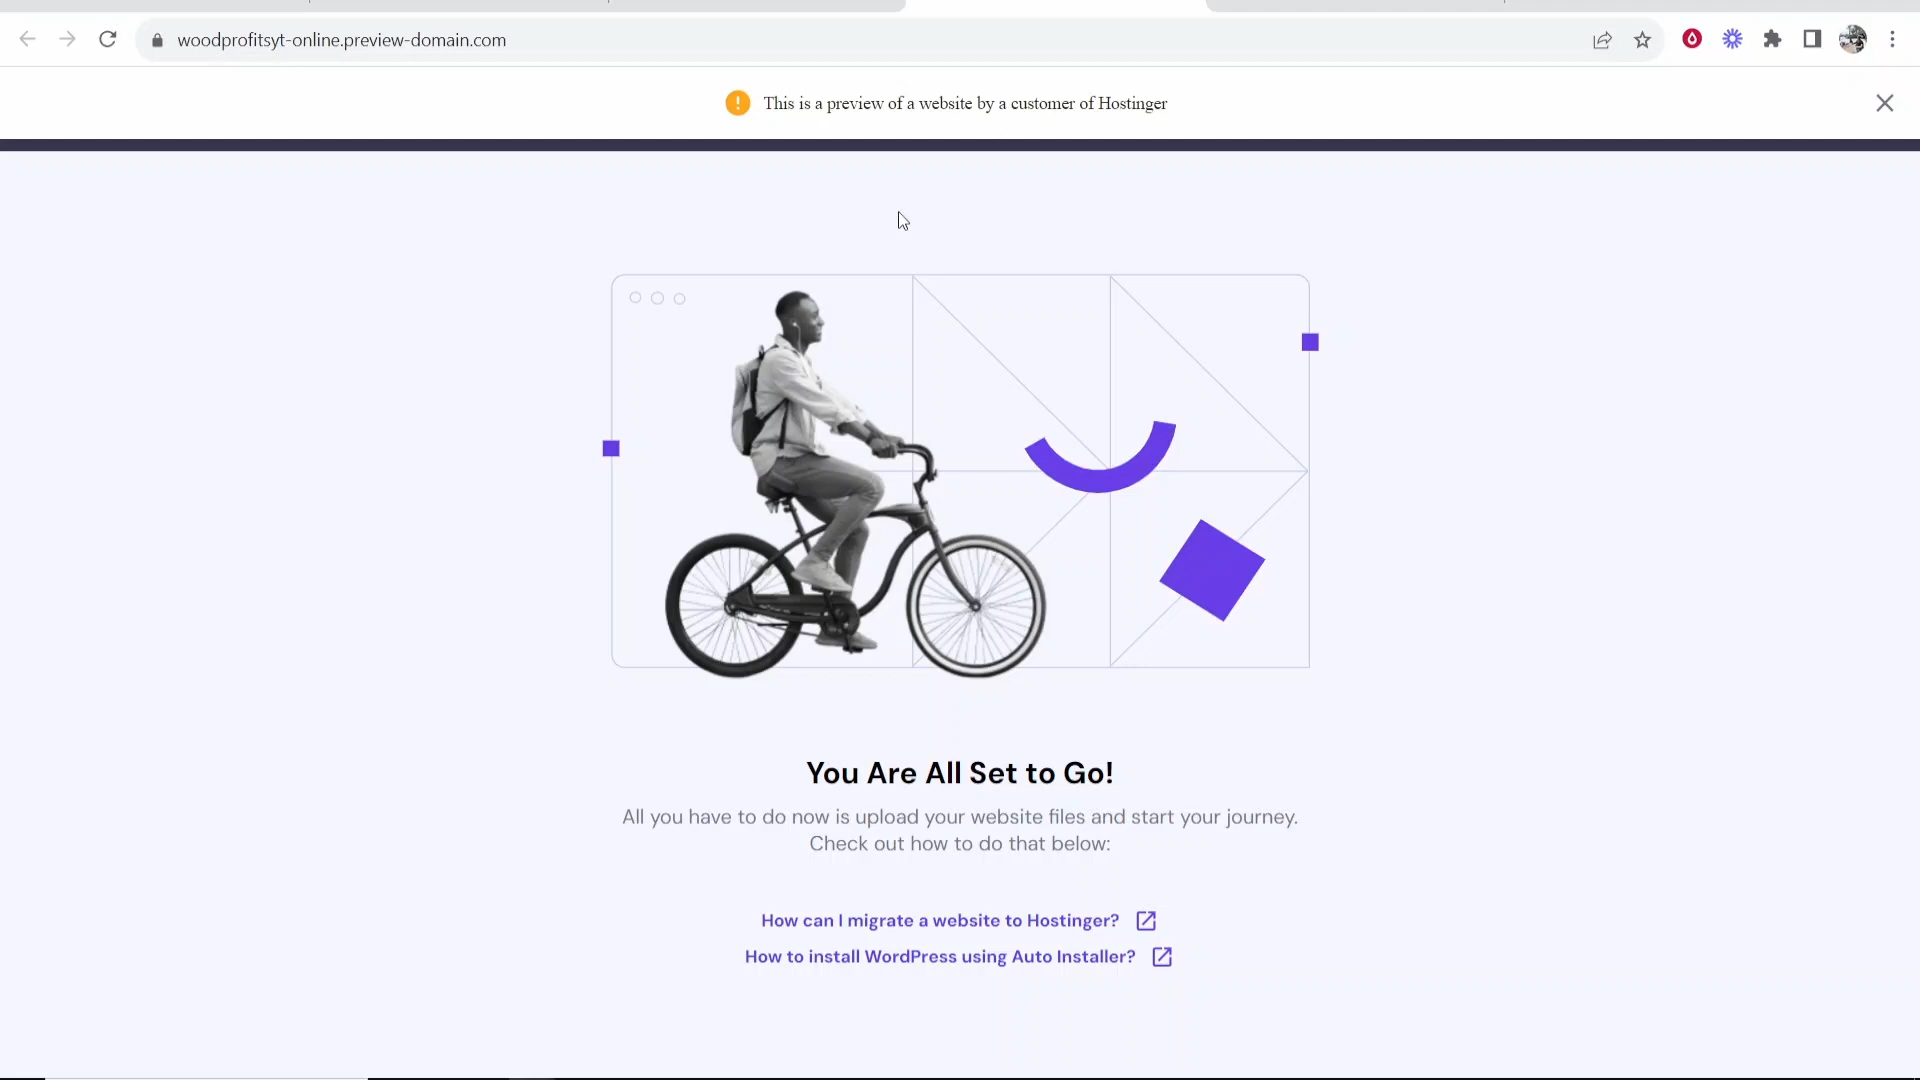 woodprofitsyt-online.preview-domain.com
This is a preview of a website by a customer of Hostinger
You Are All Set to Go!
All you have to do now is upload your website files and start your journey.
Check out how to do that below:
How can I migrate a website to Hostinger?
How to install WordPress using Auto Installer?